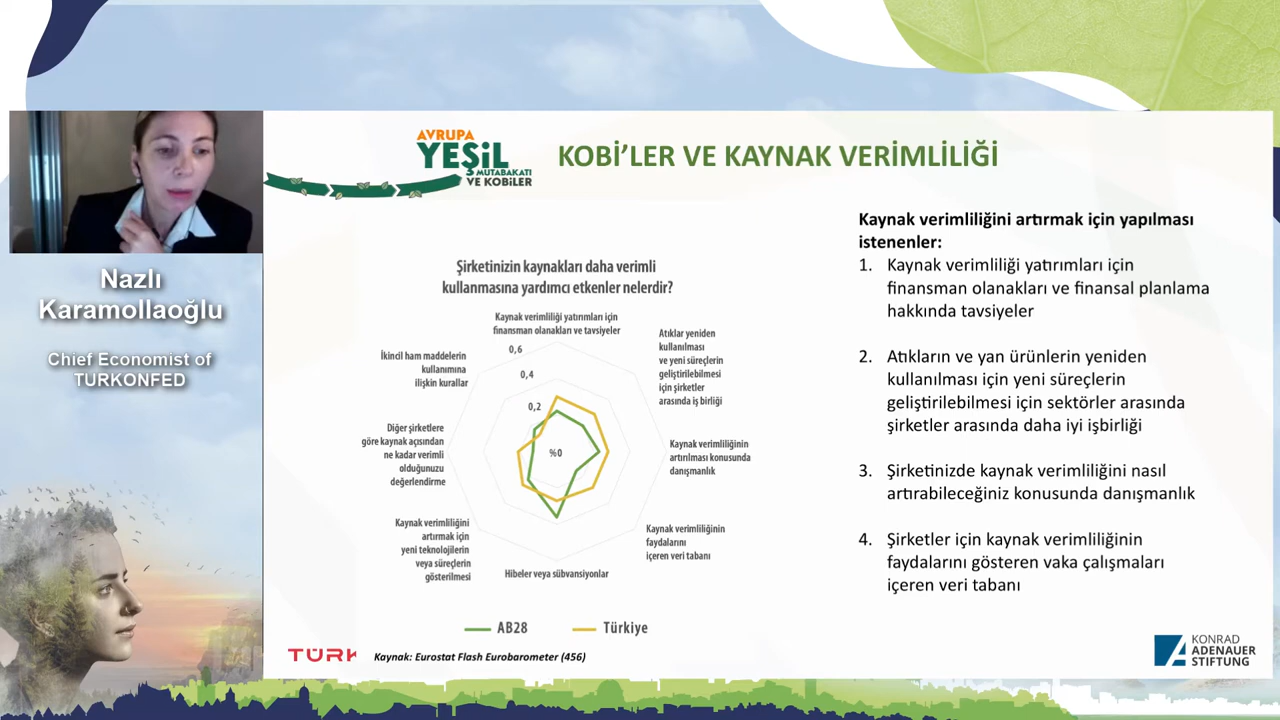 AVRUPA
YEŞİL
MUTABAKATI
VE KOBİLER
KOBİ'LER VE KAYNAK VERİMLİLİĞİ
Nazlı
Karamollaoğlu
Chief Economist of
TURKONFED
Şirketinizin kaynakları daha verimli
kullanmasına yardımcı etkenler nelerdir?
Kaynak verimliliği yatırımları için
finansman olanakları ve tavsiyeler
Atıklar yeniden
kullanılması
ve yeni süreçlerin
geliştirilebilmesi
için şirketler
arasında iş birliği
Kaynak verimliliğinin
artırılması konusunda
danışmanlık
Kaynak verimliliğinin
faydalarını
içeren veri tabanı
Hibeler veya sübvansiyonlar
Kaynak verimliliğini
artırmak için
yeni teknolojilerin
veya süreçlerin
gösterilmesi
Diğer şirketlere
göre kaynak açısından
ne kadar verimli
olduğunuzu
değerlendirme
İkincil ham maddelerin
kullanımına
ilişkin kurallar
0,6
0,4
0,2
%0
AB28
Türkiye
TÜRK
Kaynak: Eurostat Flash Eurobarometer (456)
Kaynak verimliliğini artırmak için yapılması
istenenler:
1. Kaynak verimliliği yatırımları için
finansman olanakları ve finansal planlama
hakkında tavsiyeler
2. Atıkların ve yan ürünlerin yeniden
kullanılması için yeni süreçlerin
geliştirilebilmesi için sektörler arasında
şirketler arasında daha iyi işbirliği
3. Şirketinizde kaynak verimliliğini nasıl
artırabileceğiniz konusunda danışmanlık
4. Şirketler için kaynak verimliliğinin
faydalarını gösteren vaka çalışmaları
içeren veri tabanı
KONRAD
ADENAUER
STIFTUNG